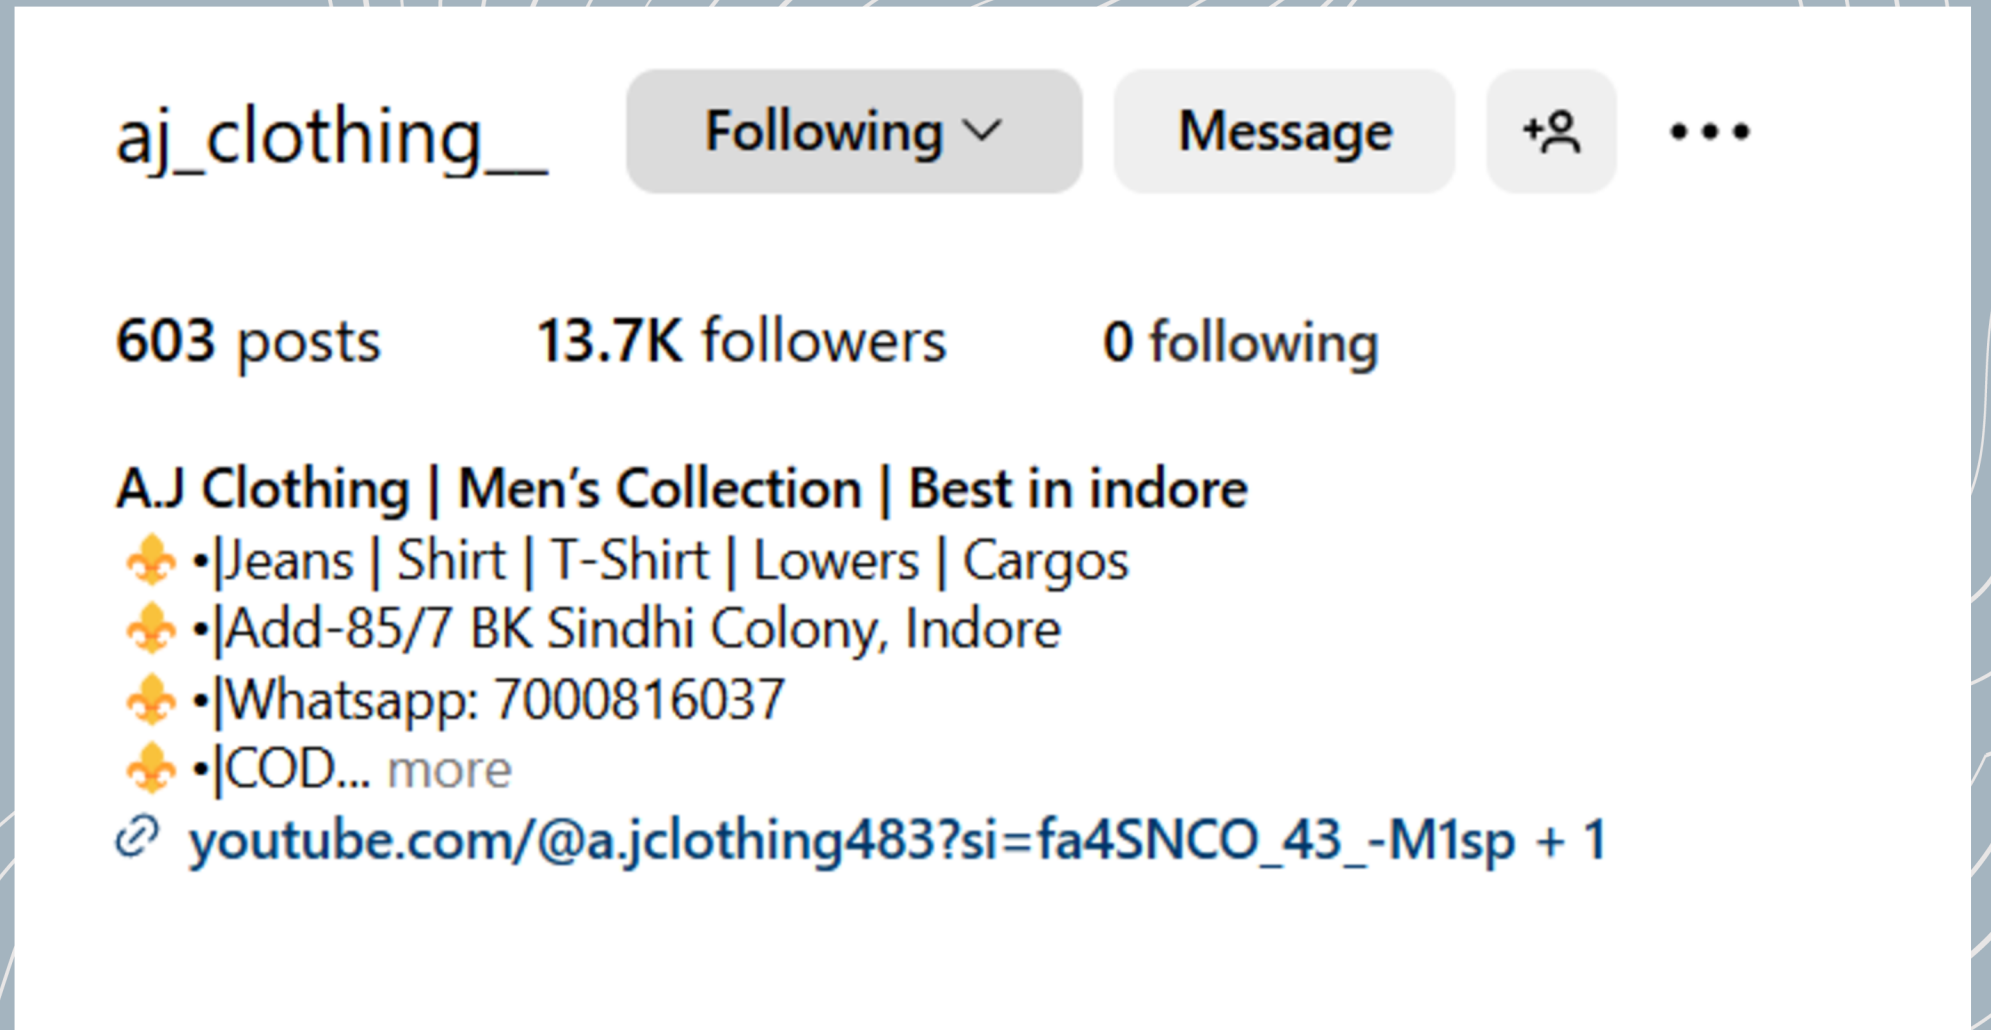 aj_clothing__ Following Message
603 posts 13.7K followers 0 following
A.J Clothing | Men’s Collection | Best in indore
⚜️•|Jeans | Shirt | T-Shirt | Lowers | Cargos
⚜️•|Add-85/7 BK Sindhi Colony, Indore
⚜️•|Whatsapp: 7000816037
⚜️•|COD... more
youtube.com/@a.jclothing483?si=fa4SNCO_43_-M1sp + 1